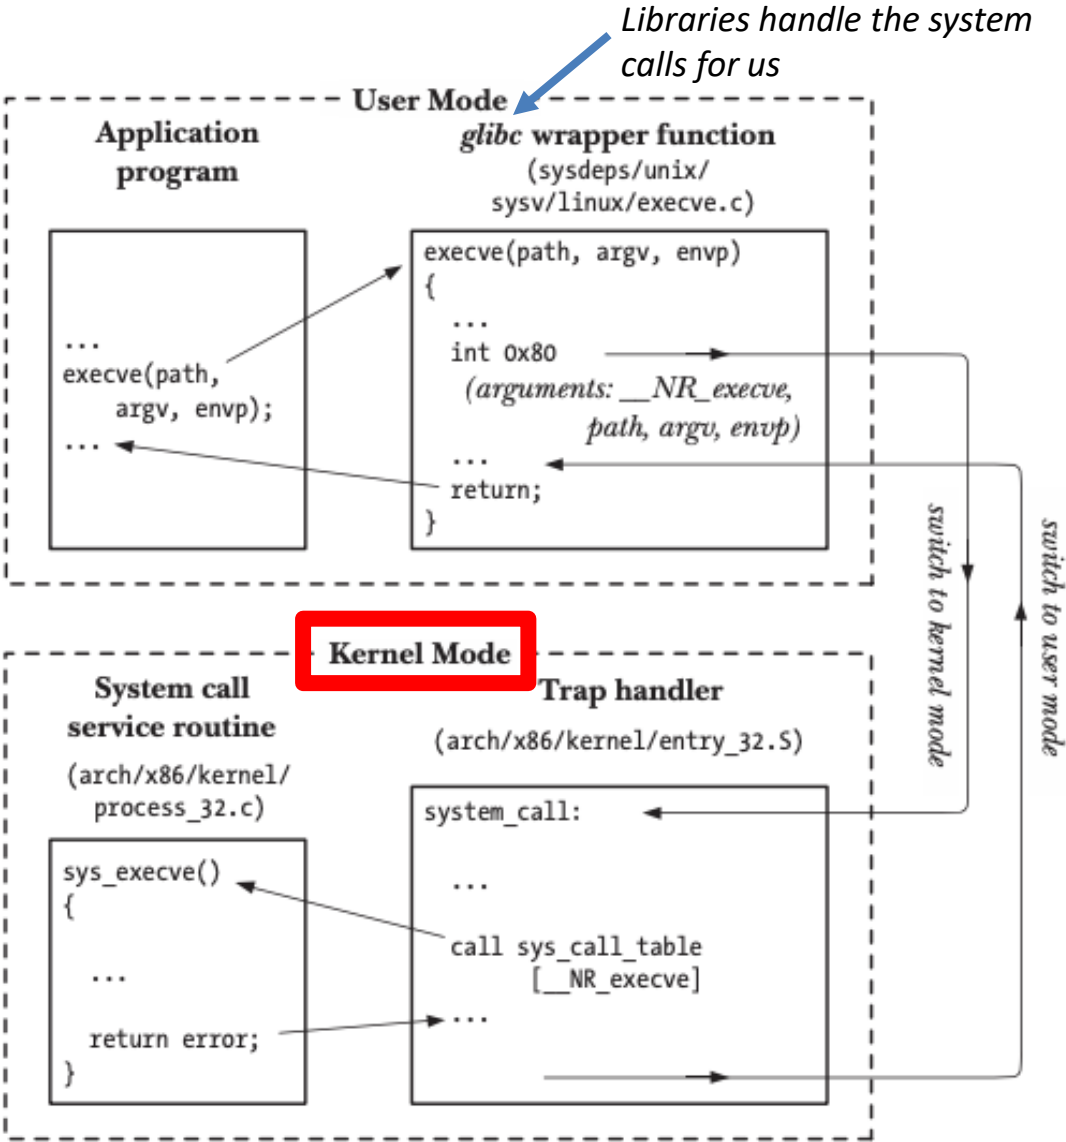 Libraries handle the system
calls for us
User Mode
Application
program
glibc wrapper function
(sysdeps/unix/
sysv/linux/execve.c)
...
execve(path,
argv, envp);
...
execve(path, argv, envp)
{
...
int 0x80
(arguments: __NR_execve,
path, argv, envp)
...
return;
}
switch to kernel mode
switch to user mode
Kernel Mode
System call
service routine
(arch/x86/kernel/
process_32.c)
Trap handler
(arch/x86/kernel/entry_32.S)
sys_execve()
{
...
return error;
}
system_call:
...
call sys_call_table
[__NR_execve]
...